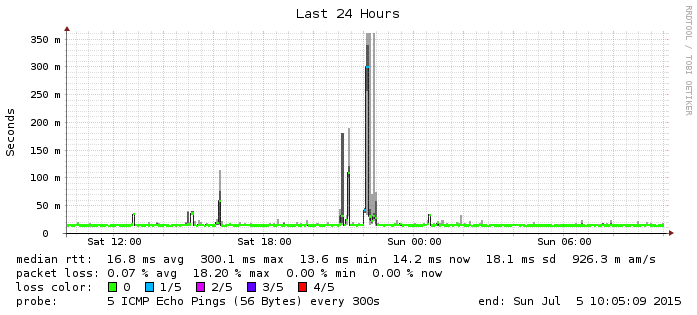 Last 24 Hours
RRDTOOL / TOBI OETIKER
Seconds
350 m
300 m
250 m
200 m
150 m
100 m
50 m
0
Sat 12:00 Sat 18:00 Sun 00:00 Sun 06:00
median rtt: 16.8 ms avg 300.1 ms max 13.6 ms min 14.2 ms now 18.1 ms sd 926.3 m am/s
packet loss: 0.07 % avg 18.20 % max 0.00 % min 0.00 % now
loss color: 0 1/5 2/5 3/5 4/5
probe: 5 ICMP Echo Pings (56 Bytes) every 300s end: Sun Jul 5 10:05:09 2015